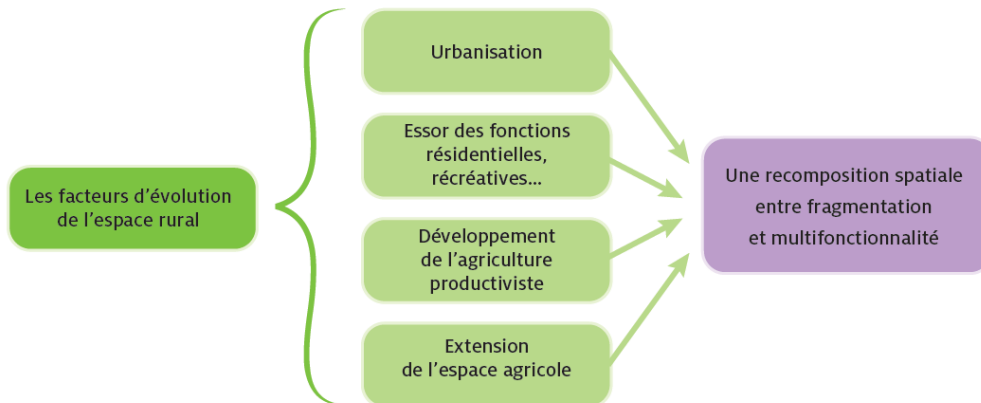 Les facteurs d’évolution
de l’espace rural
Urbanisation
Essor des fonctions
résidentielles,
récréatives...
Développement
de l’agriculture
productiviste
Extension
de l’espace agricole
Une recomposition spatiale
entre fragmentation
et multifonctionnalité